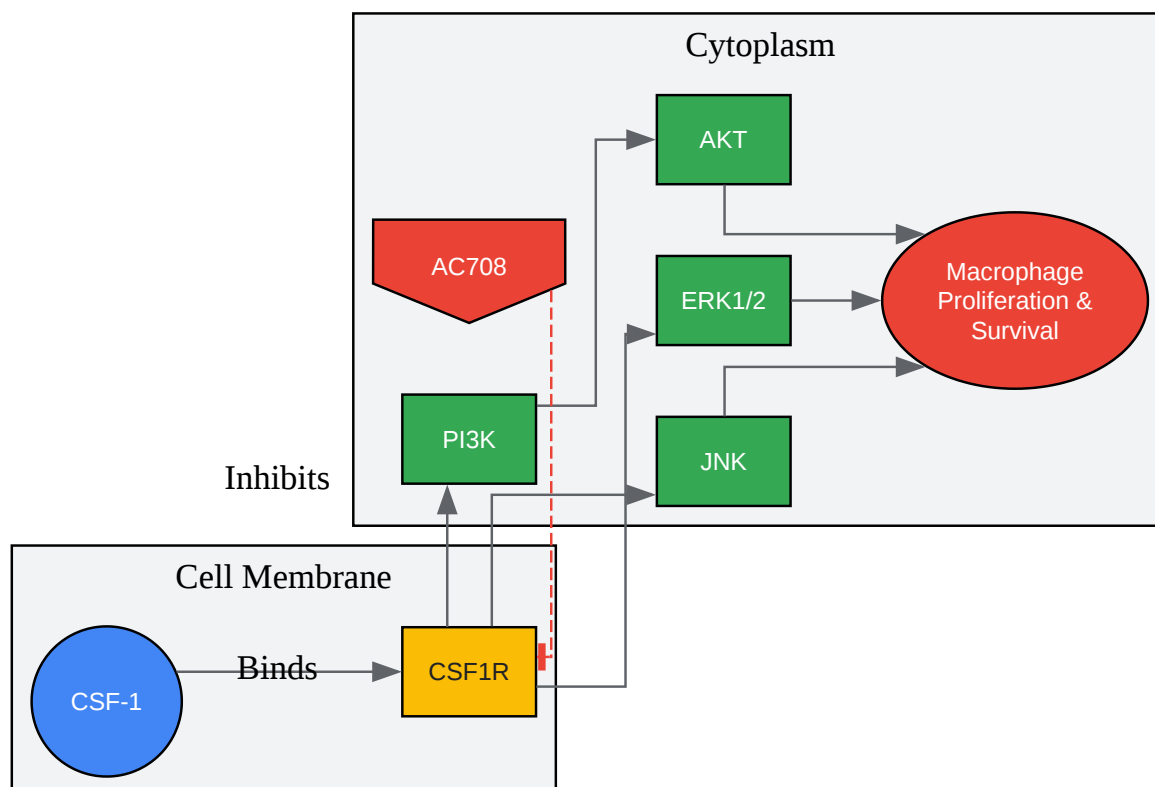 Cytoplasm
AKT
AC708
ERK1/2
Macrophage
Proliferation &
Survival
PI3K
JNK
Inhibits
Cell Membrane
Binds
CSF1R
CSF-1